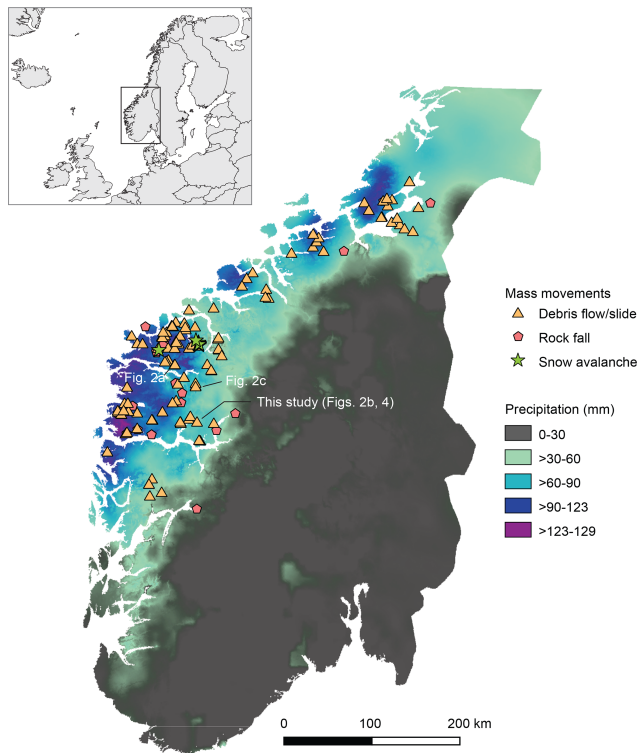 Mass movements
Debris flow/slide
Rock fall
Snow avalanche
Fig. 2a
Fig. 2c
This study (Figs. 2b, 4)
Precipitation (mm)
0-30
>30-60
>60-90
>90-123
>123-129
0 100 200 km